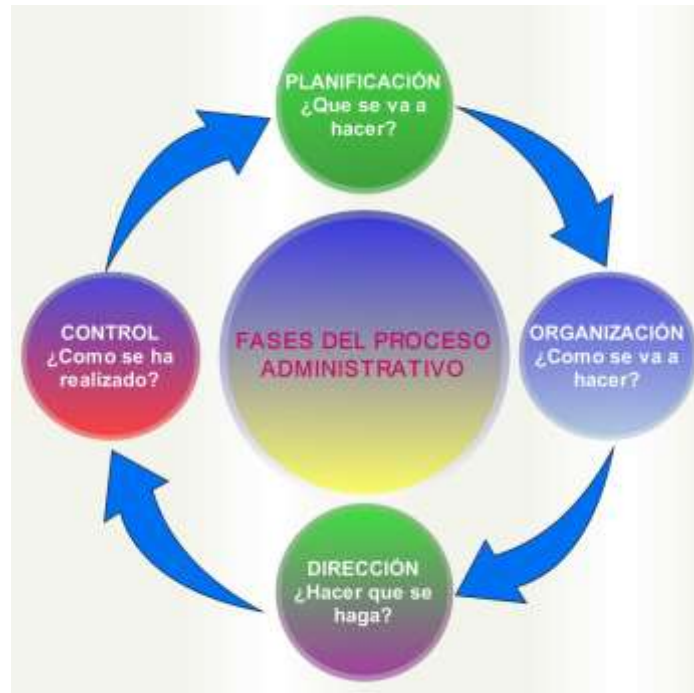 PLANIFICACIÓN
¿Que se va a
hacer?
ORGANIZACIÓN
¿Como se va a
hacer?
DIRECCIÓN
¿Hacer que se
haga?
CONTROL
¿Como se ha
realizado?
FASES DEL PROCESO
ADMINISTRATIVO